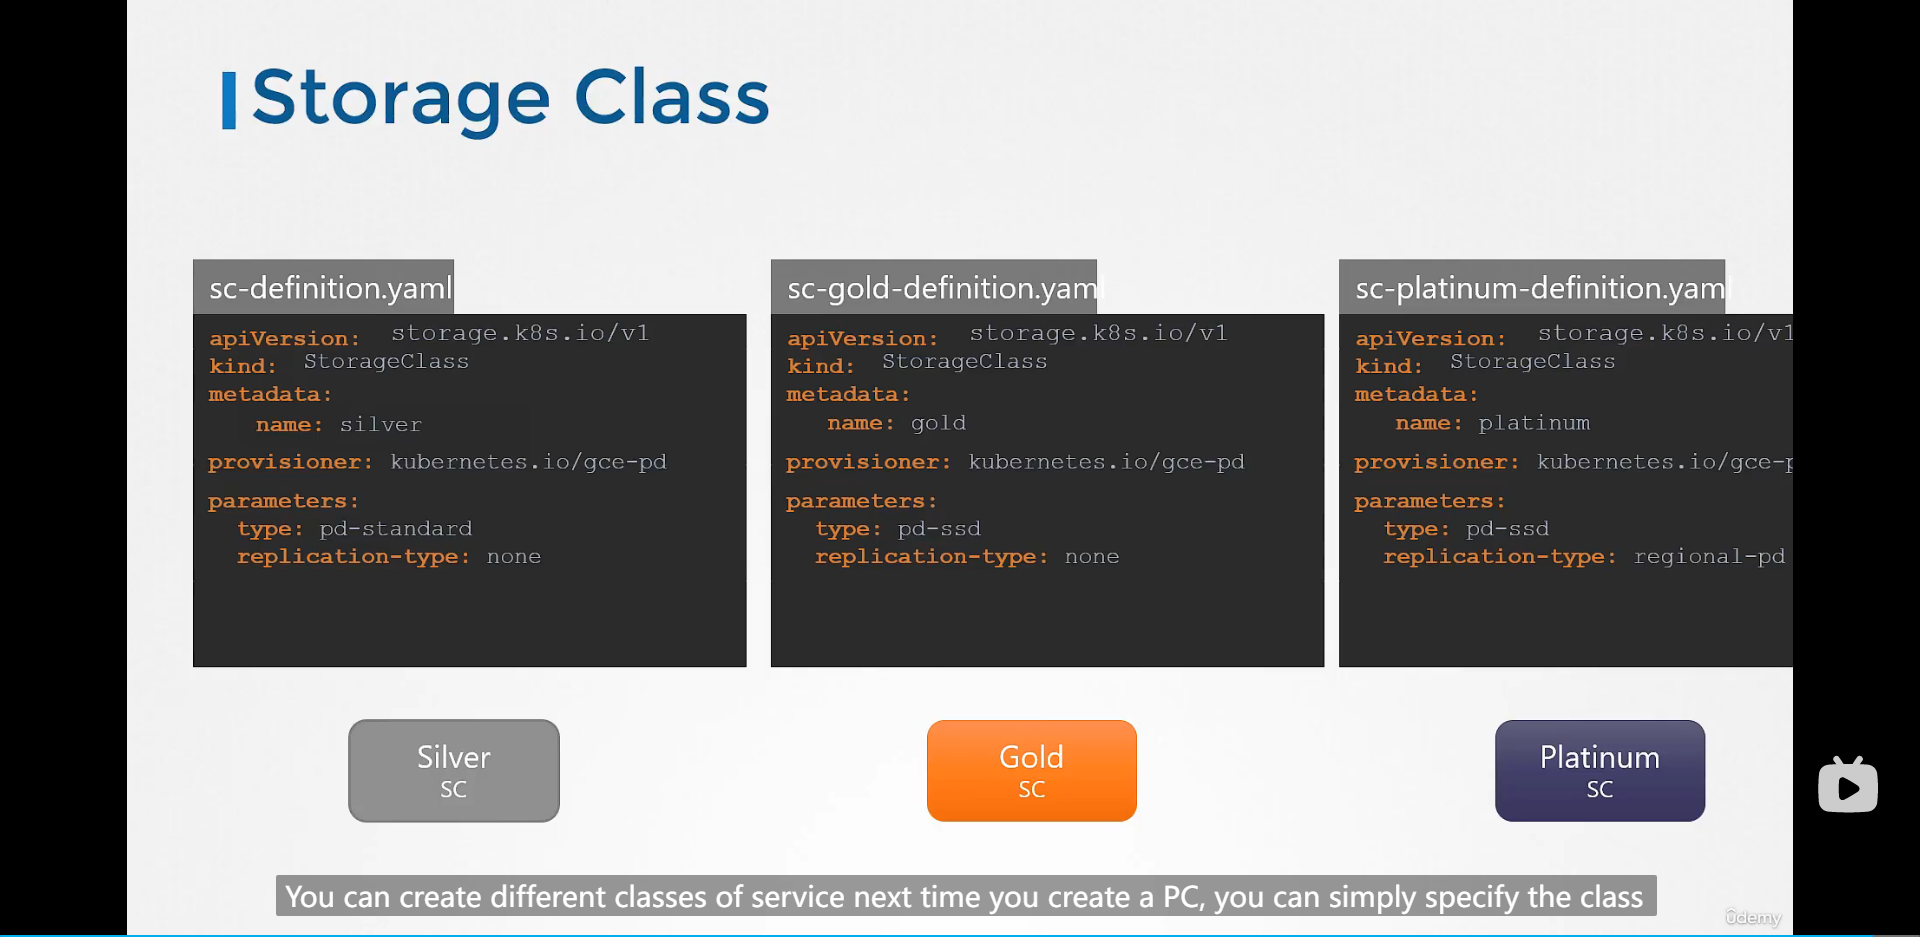 Storage Class
sc-definition.yaml
apiVersion: storage.k8s.io/v1
kind: StorageClass
metadata:
name: silver
provisioner: kubernetes.io/gce-pd
parameters:
type: pd-standard
replication-type: none
sc-gold-definition.yaml
apiVersion: storage.k8s.io/v1
kind: StorageClass
metadata:
name: gold
provisioner: kubernetes.io/gce-pd
parameters:
type: pd-ssd
replication-type: none
sc-platinum-definition.yaml
apiVersion: storage.k8s.io/v1
kind: StorageClass
metadata:
name: platinum
provisioner: kubernetes.io/gce-p
parameters:
type: pd-ssd
replication-type: regional-pd
Silver
SC
Gold
SC
Platinum
SC
You can create different classes of service next time you create a PC, you can simply specify the class
ûdemy